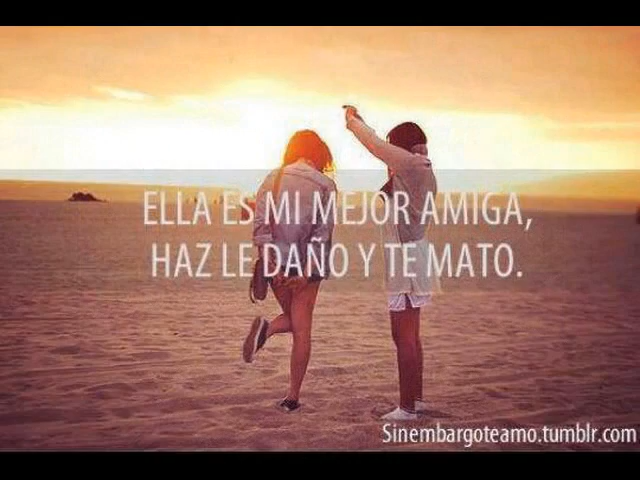 ELLA ES MI MEJOR AMIGA,
HAZ LE DAÑO Y TE MATO.
Sinembargoteamo.tumblr.com